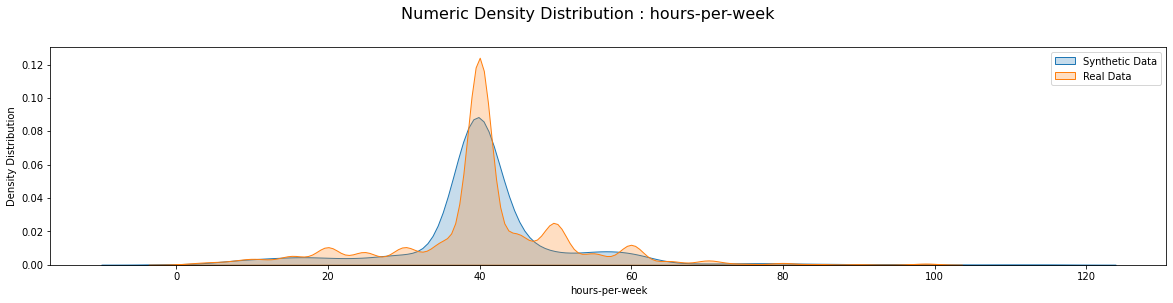 Numeric Density Distribution : hours-per-week
Synthetic Data
Real Data
Density Distribution
0.12
0.10
0.08
0.06
0.04
0.02
0.00
0 20 40 60 80 100 120
hours-per-week